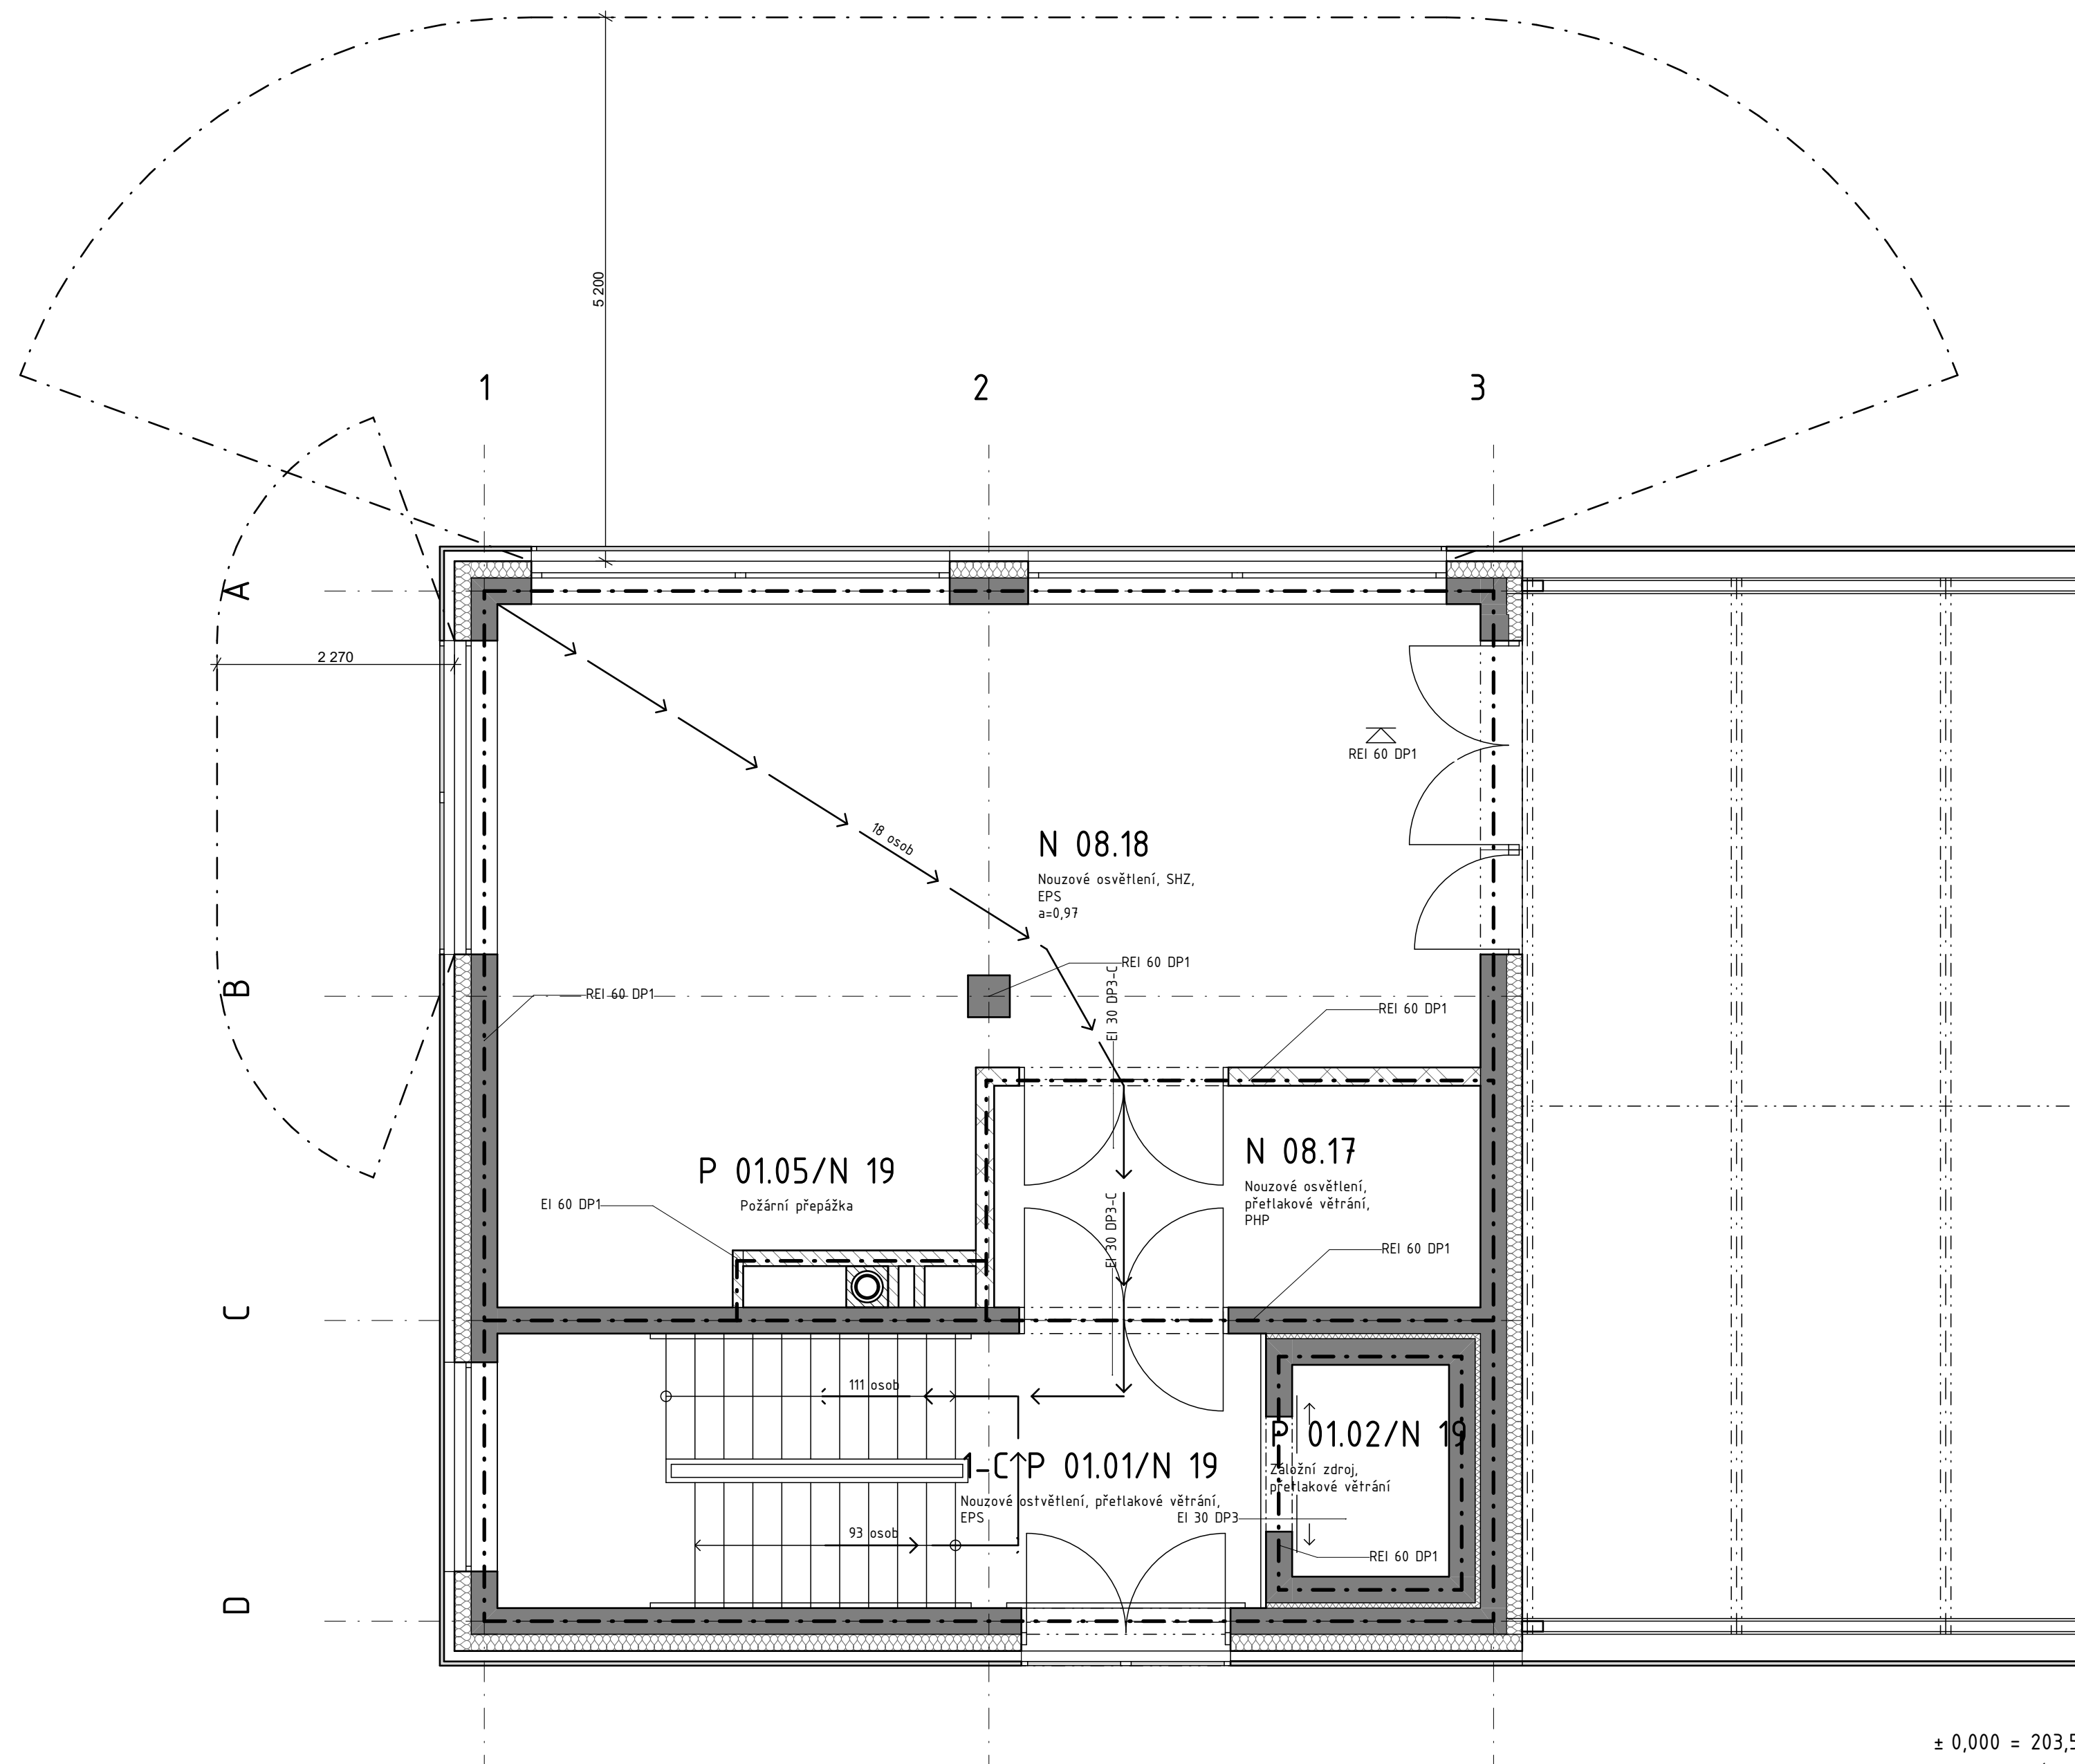 5 200
1
2
3
A
2 270
REI 60 DP1
18 osob
N 08.18
Nouzové osvětlení, SHZ,
EPS
a=0,97
REI 60 DP1
EI 30 DP3-C
B
REI 60 DP1
REI 60 DP1
N 08.17
Nouzové osvětlení,
přetlakové větrání,
PHP
P 01.05/N 19
Požární přepážka
EI 60 DP1
EI 30 DP3-C
REI 60 DP1
C
111 osob
P 01.02/N 19
Záložní zdroj,
přetlakové větrání
1-C P 01.01/N 19
Nouzové ostvětlení, přetlakové větrání,
EPS
EI 30 DP3
93 osob
REI 60 DP1
D
± 0,000 = 203,5